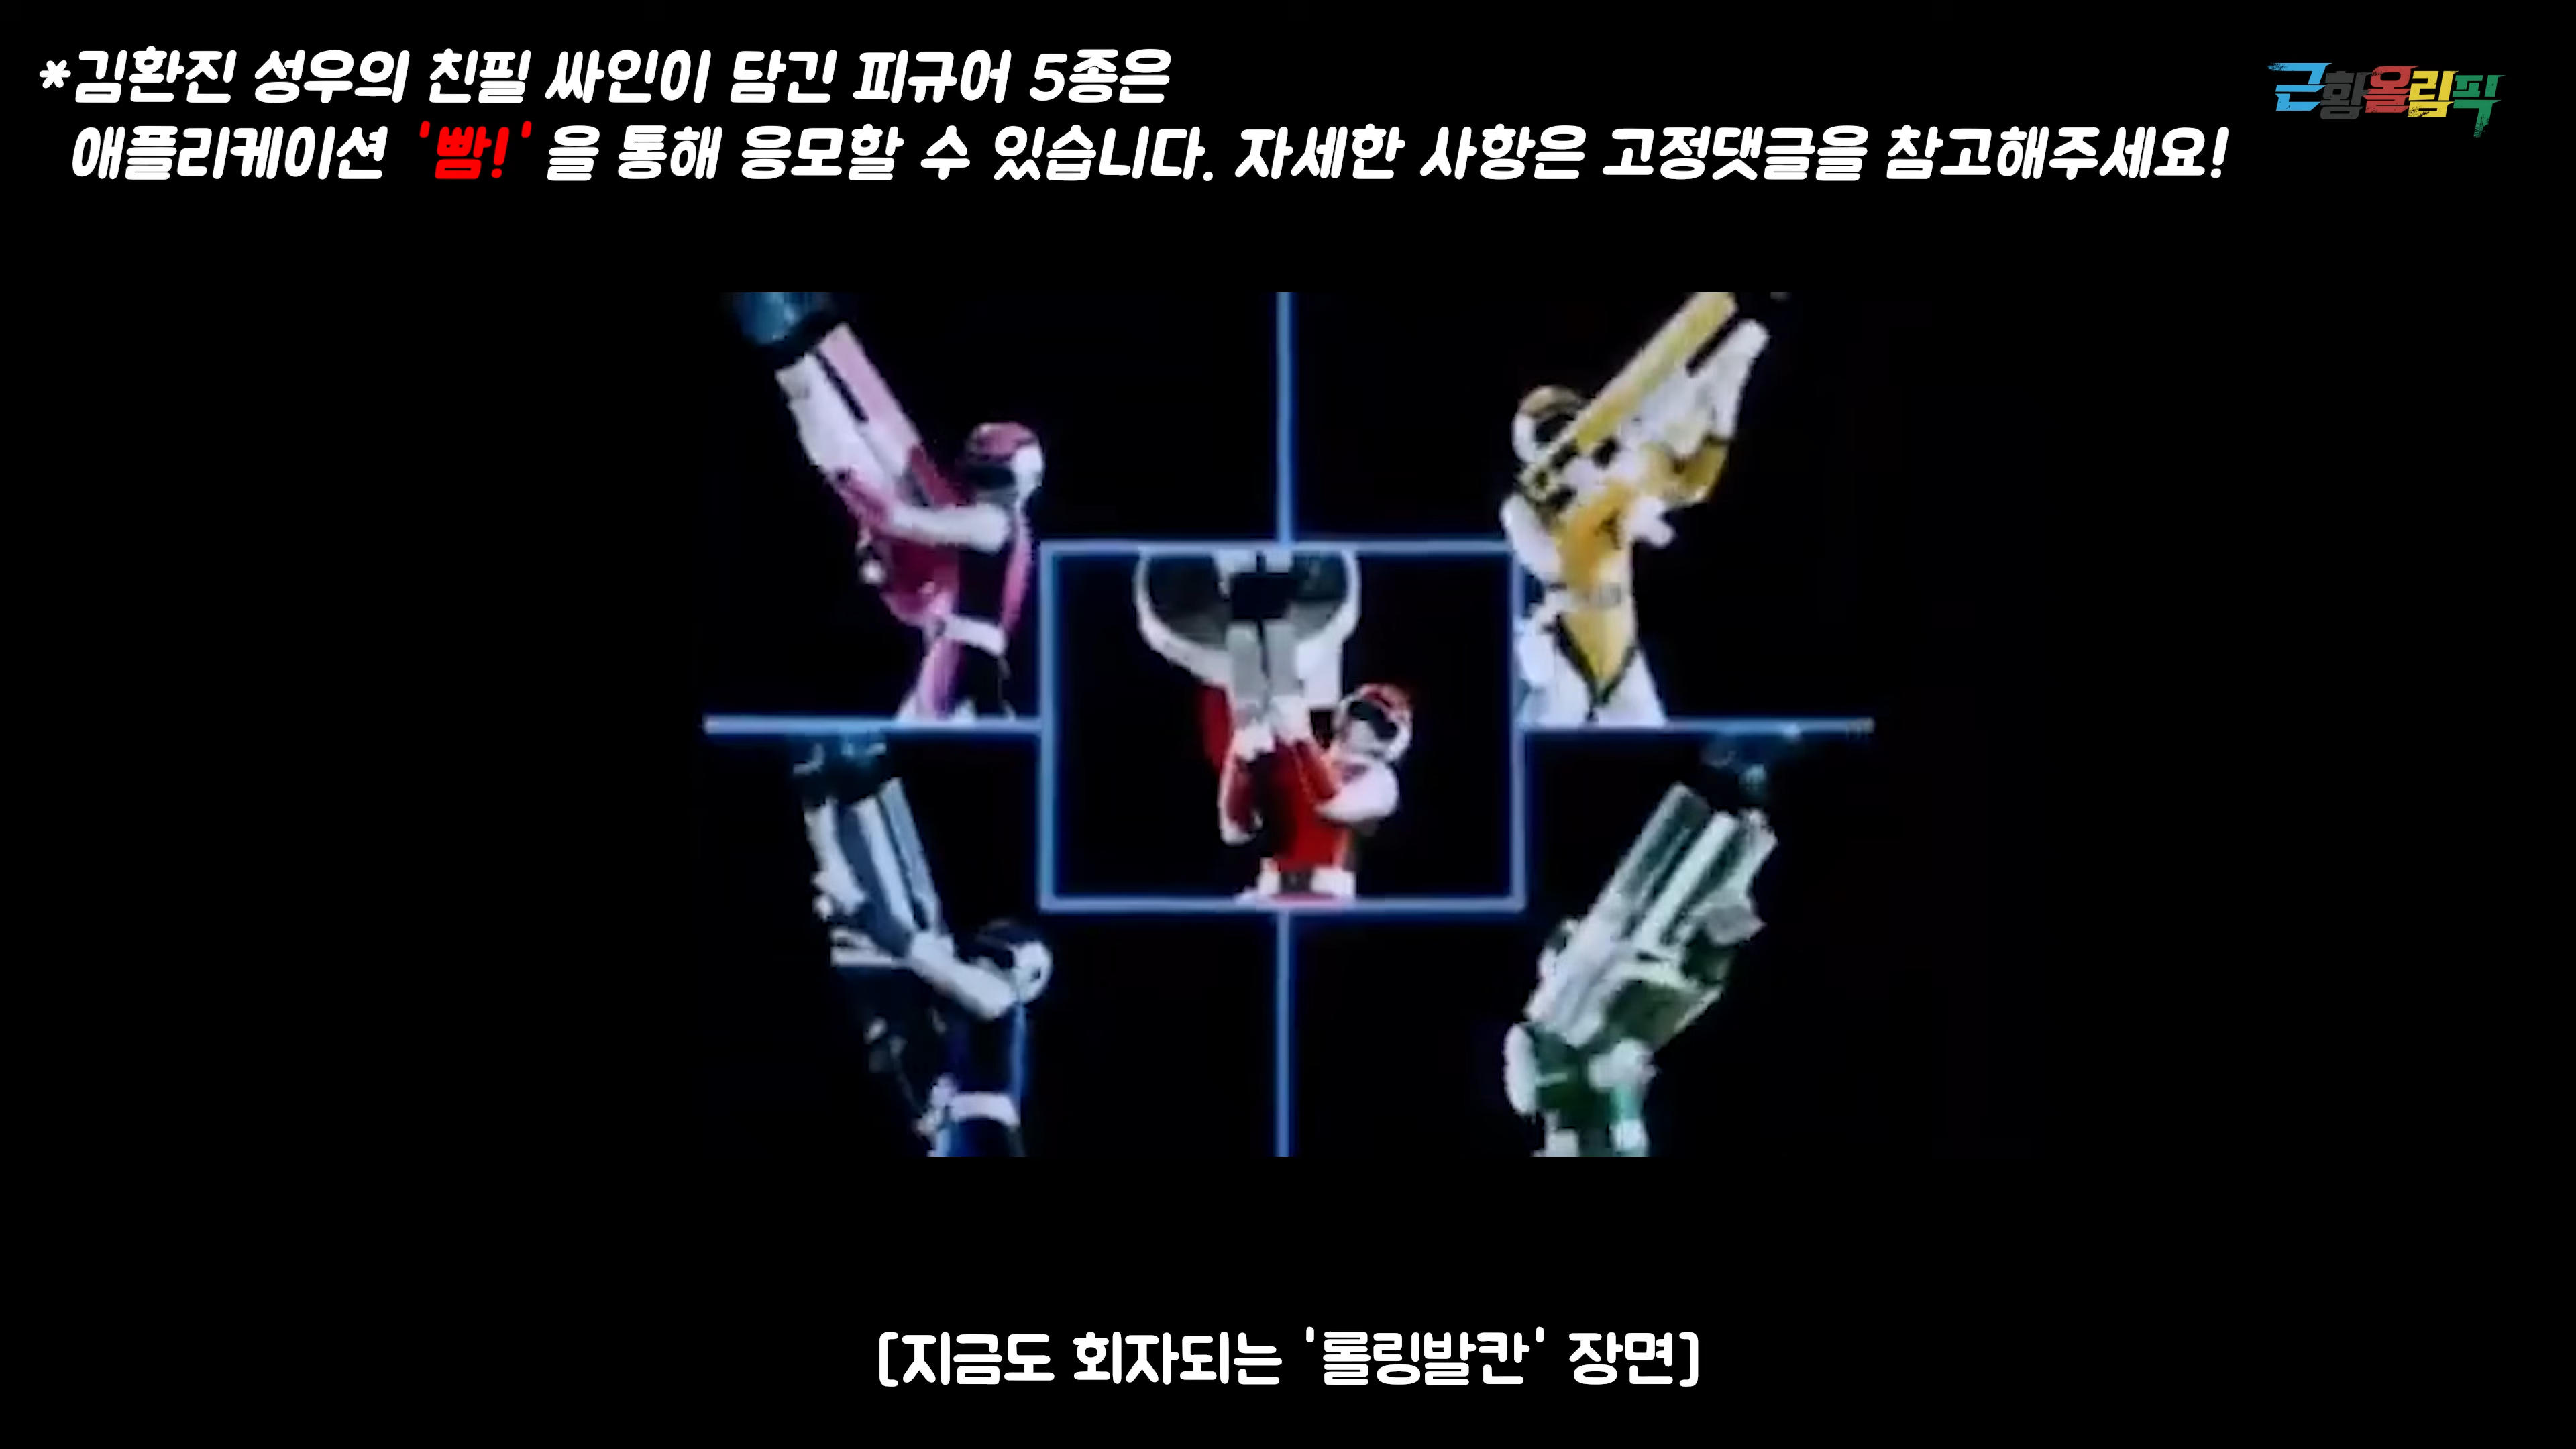 *김환진 성우의 친필 싸인이 담긴 피규어 5종은
근황올림픽
애플리케이션 '빰!' 을 통해 응모할 수 있습니다. 자세한 사항은 고정댓글을 참고해주세요!
[지금도 회자되는 '롤링발칸' 장면]